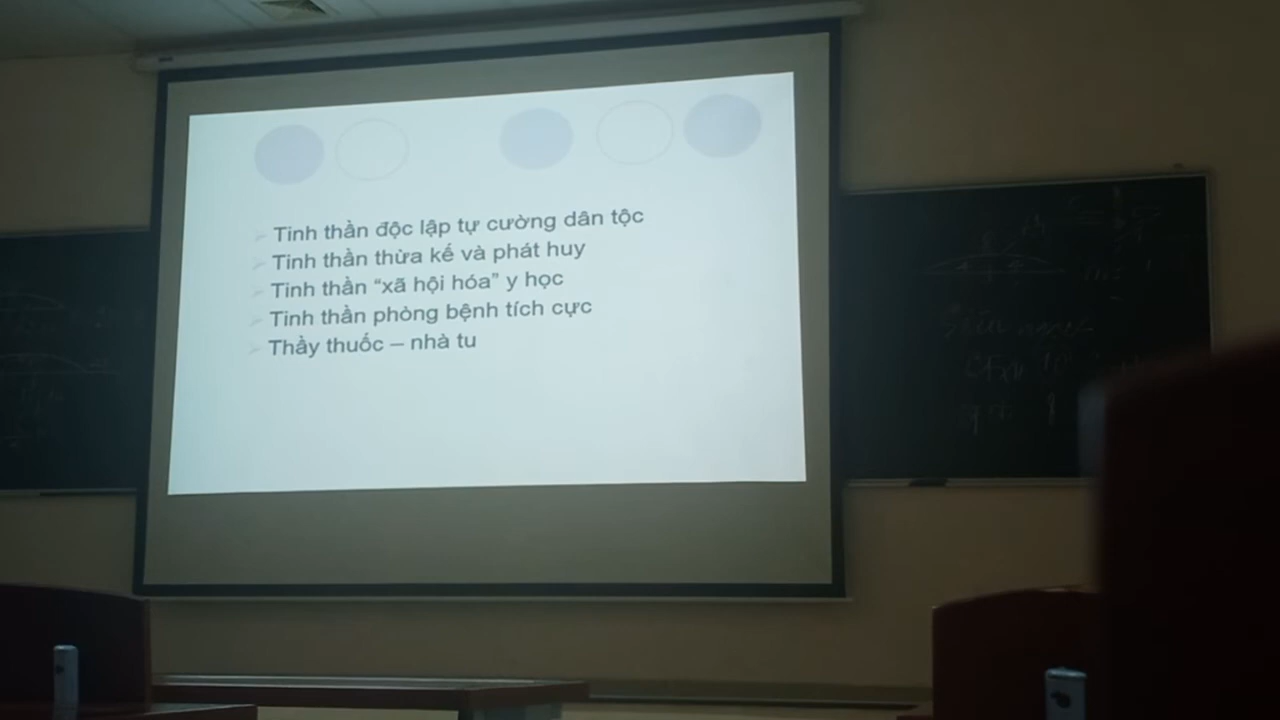 Tinh thần độc lập tự cường dân tộc
Tinh thần thừa kế và phát huy
Tinh thần “xã hội hóa” y học
Tinh thần phòng bệnh tích cực
Thầy thuốc – nhà tu